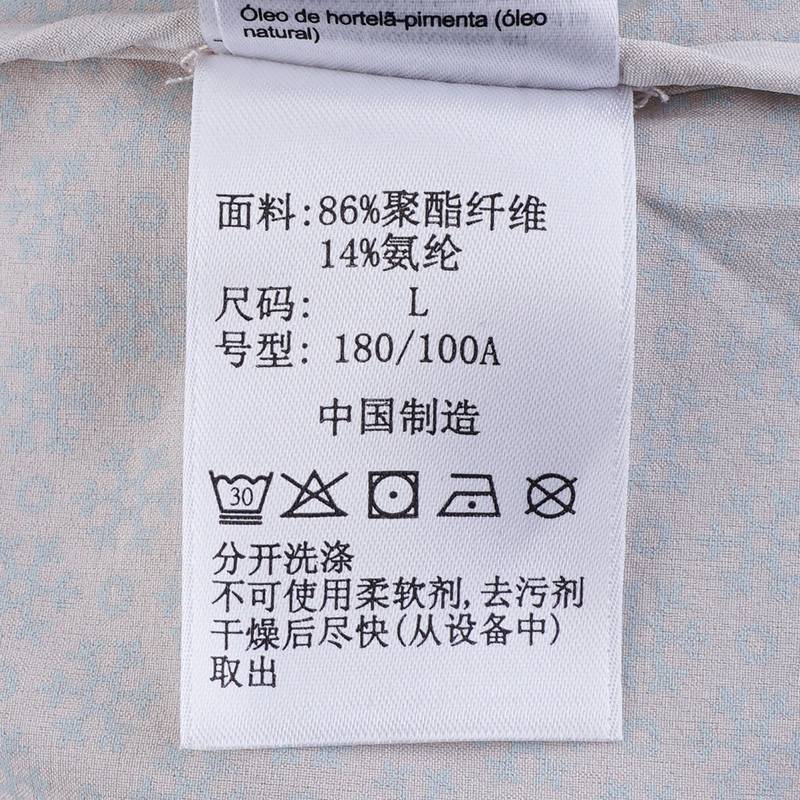 Óleo de hortelã-pimenta (óleo
natural)
面料:86%聚酯纤维
14%氨纶
尺码: L
号型: 180/100A
中国制造
30
分开洗涤
不可使用柔软剂,去污剂
干燥后尽快(从设备中)
取出